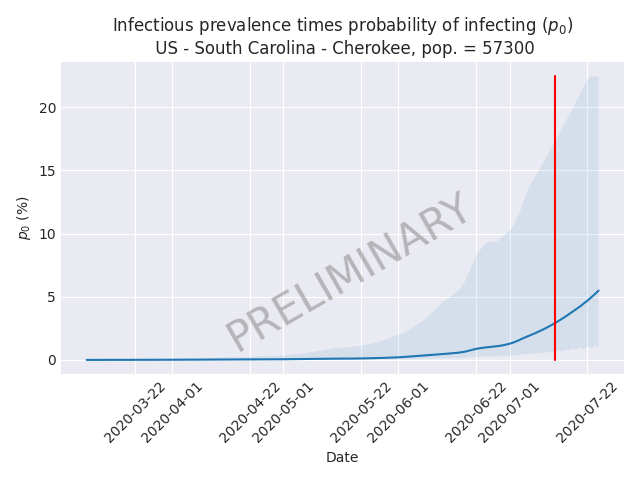 Infectious prevalence times probability of infecting (p₀)
US - South Carolina - Cherokee, pop. = 57300
20
15
10
5
0
p₀ (%)
PRELIMINARY
2020-03-22
2020-04-01
2020-04-22
2020-05-01
2020-05-22
2020-06-01
2020-06-22
2020-07-01
2020-07-22
Date